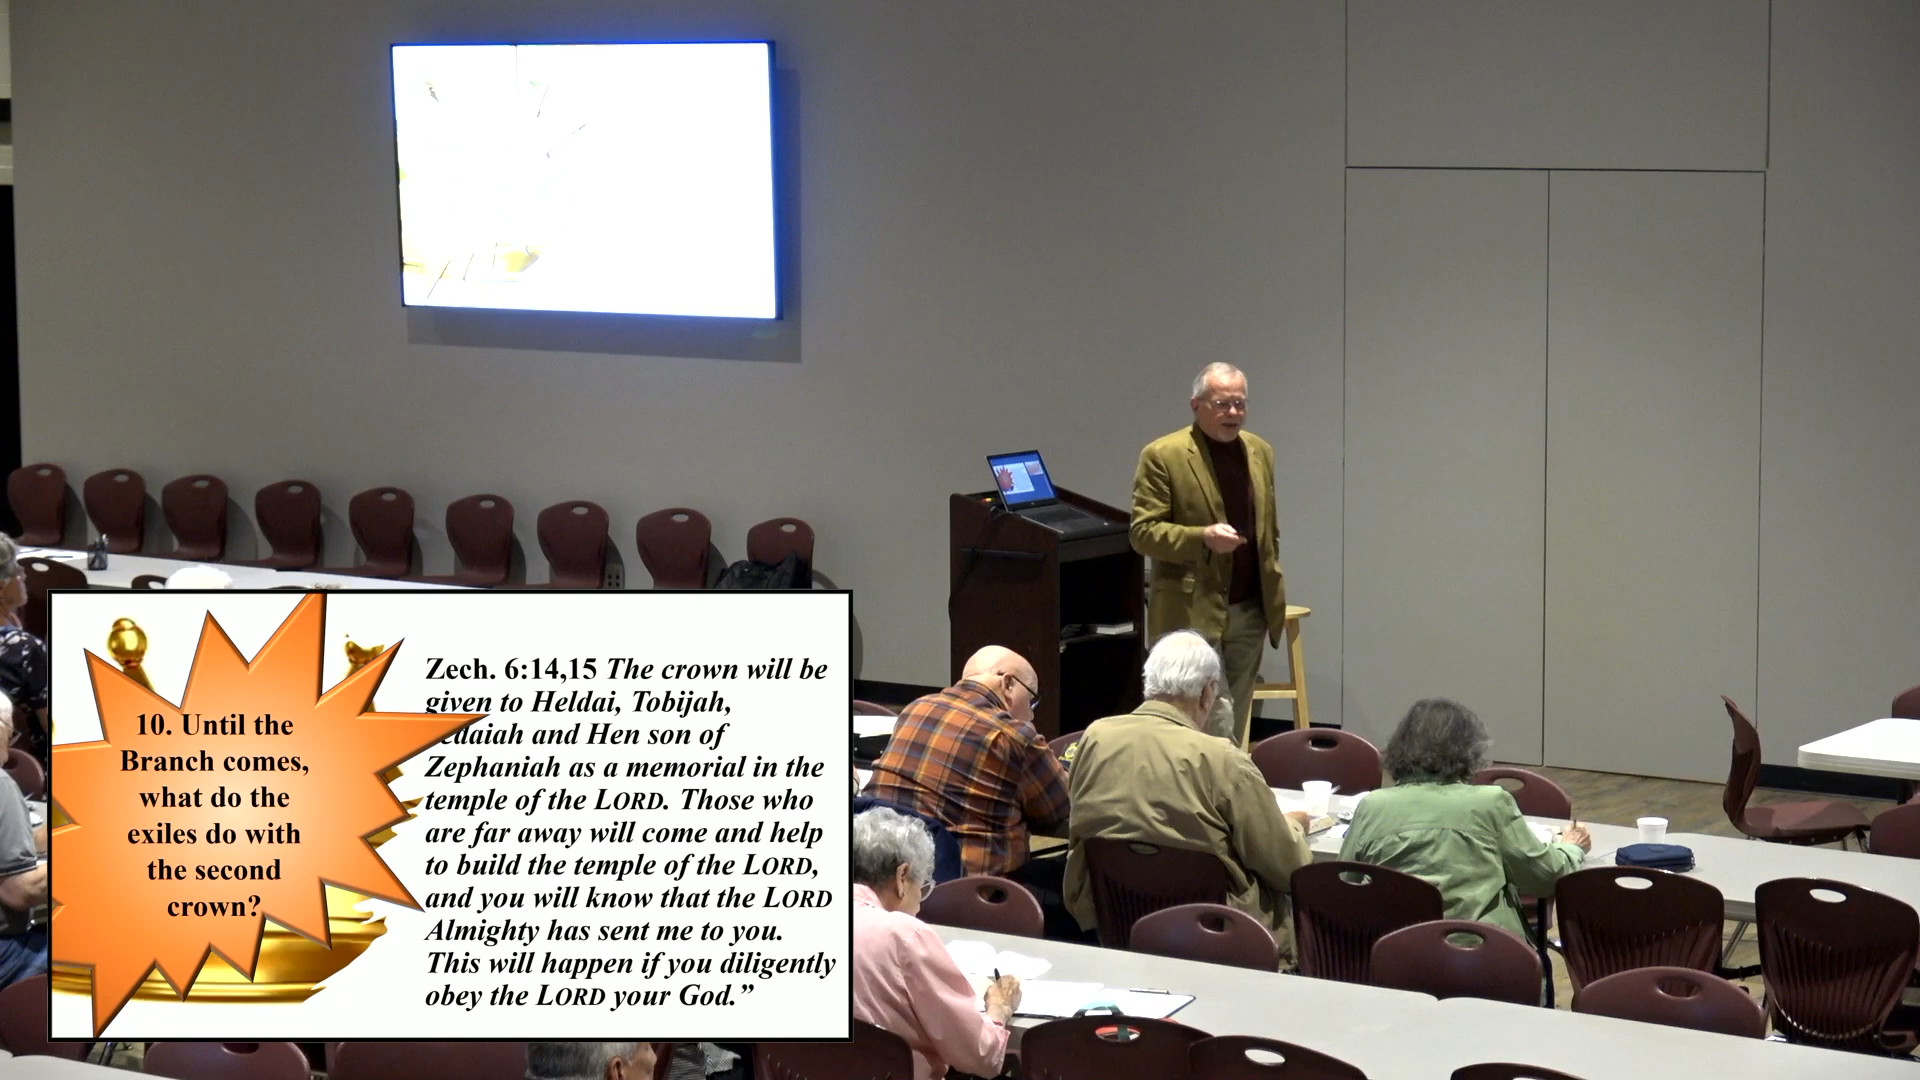 10. Until the
Branch comes,
what do the
exiles do with
the second
crown?
Zech. 6:14,15 The crown will be
given to Heldai, Tobijah,
edaiah and Hen son of
Zephaniah as a memorial in the
temple of the LORD. Those who
are far away will come and help
to build the temple of the LORD,
and you will know that the LORD
Almighty has sent me to you.
This will happen if you diligently
obey the LORD your God.”